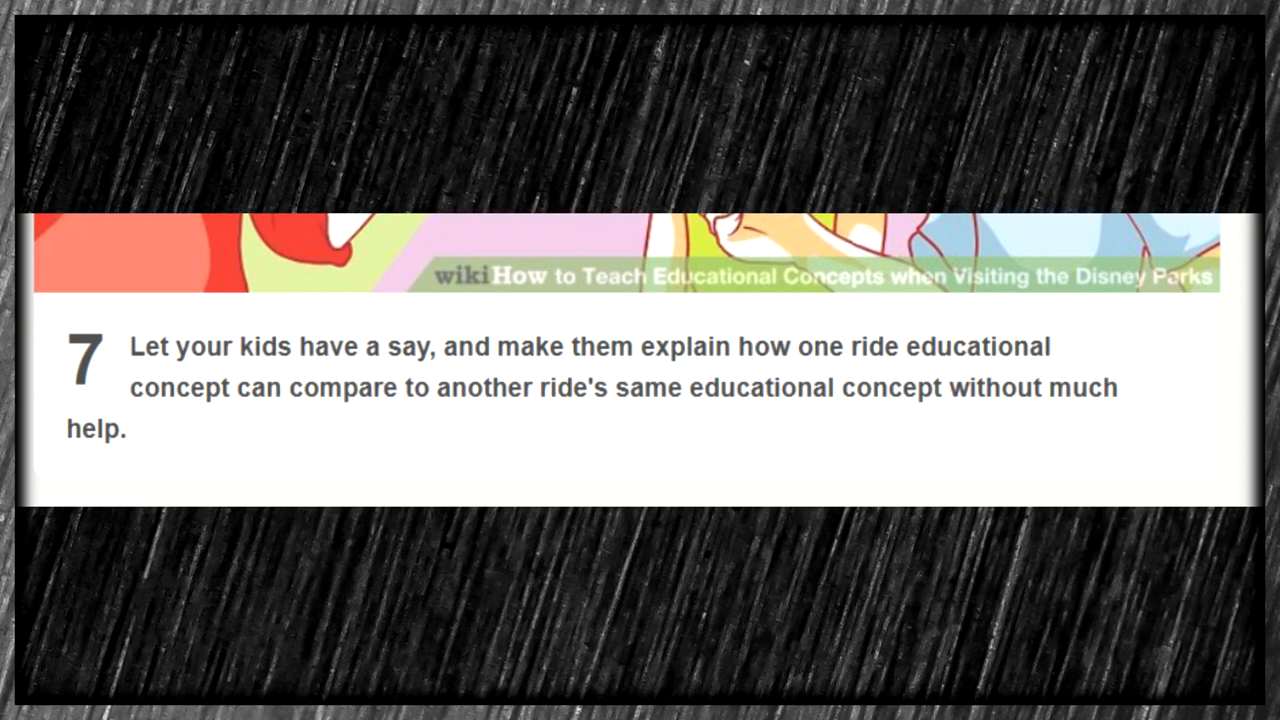 wikiHow to Teach Educational Concepts when Visiting the Disney Parks
7 Let your kids have a say, and make them explain how one ride educational
concept can compare to another ride's same educational concept without much
help.